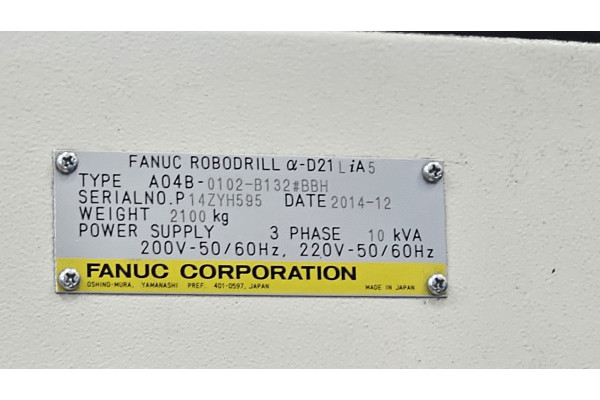 FANUC ROBODRILL α-D21LiA5
TYPE A04B-0102-B132#BBH
SERIALNO.P14ZYH595 DATE 2014-12
WEIGHT 2100 kg
POWER SUPPLY 3 PHASE 10 kVA
200V-50/60Hz, 220V-50/60Hz
FANUC CORPORATION
OSHINO-MURA, YAMANASHI PREF. 401-0597, JAPAN MADE IN JAPAN